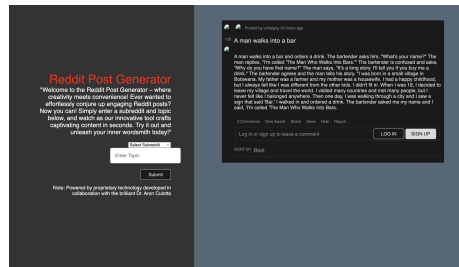 Reddit Post Generator
"Welcome to the Reddit Post Generator – where
creativity meets convenience! Ever wanted to
effortlessly conjure up engaging Reddit posts?
Now you can! Simply enter a subreddit and topic
below, and watch as our innovative tool crafts
captivating content in seconds. Try it out and
unleash your inner wordsmith today!"
Select Subreddit
Enter Topic
Submit
Note: Powered by proprietary technology developed in
collaboration with the brilliant Dr. Aron Culotta
Posted by 12 hours ago
A man walks into a bar
A man walks into a bar and orders a drink. The bartender asks him, "What's your name?" The
man replies, "I'm called 'The Man Who Walks Into Bars.'" The bartender is confused and asks,
"Why do you have that name?" The man says, "It's a long story. I'll tell you if you buy me a
drink." The bartender agrees and the man tells his story. "I was born in a small village in
Botswana. My father was a farmer and my mother was a housewife. I had a happy childhood,
but I always felt like I was different from the other kids. I didn't fit in. When I was 16, I decided to
leave my village and travel the world. I visited many countries and met many people, but I
never felt like I belonged anywhere. Then one day, I was walking through a city and I saw a
sign that said 'Bar.' I walked in and ordered a drink. The bartender asked me my name and I
said, 'I'm called 'The Man Who Walks Into Bars.
Comments Give Award Share Save Hide Report
Log in or sign up to leave a comment LOG IN SIGN UP
SORT BY Best